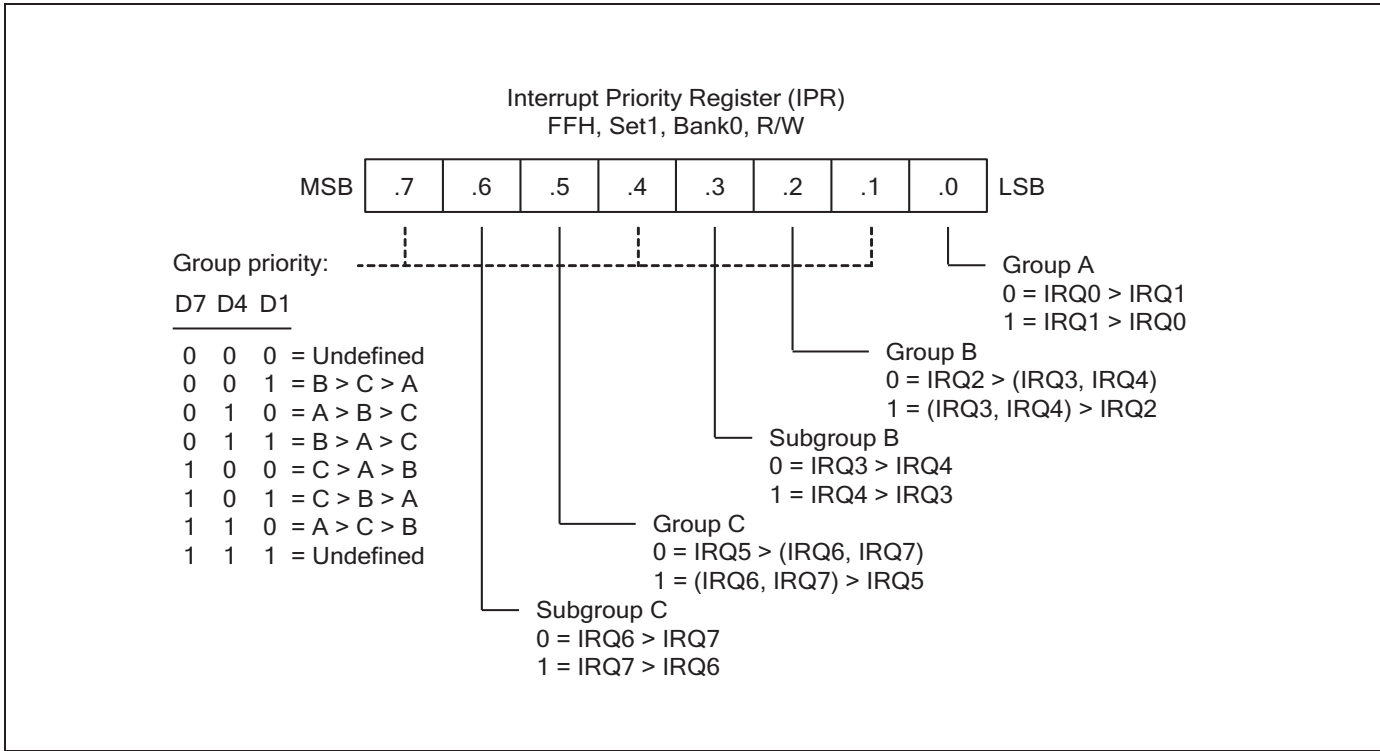 Interrupt Priority Register (IPR)
FFH, Set1, Bank0, R/W
MSB .7 .6 .5 .4 .3 .2 .1 .0 LSB
Group priority:
D7 D4 D1
0 0 0 = Undefined
0 0 1 = B > C > A
0 1 0 = A > B > C
0 1 1 = B > A > C
1 0 0 = C > A > B
1 0 1 = C > B > A
1 1 0 = A > C > B
1 1 1 = Undefined
Group A
0 = IRQ0 > IRQ1
1 = IRQ1 > IRQ0
Group B
0 = IRQ2 > (IRQ3, IRQ4)
1 = (IRQ3, IRQ4) > IRQ2
Subgroup B
0 = IRQ3 > IRQ4
1 = IRQ4 > IRQ3
Group C
0 = IRQ5 > (IRQ6, IRQ7)
1 = (IRQ6, IRQ7) > IRQ5
Subgroup C
0 = IRQ6 > IRQ7
1 = IRQ7 > IRQ6